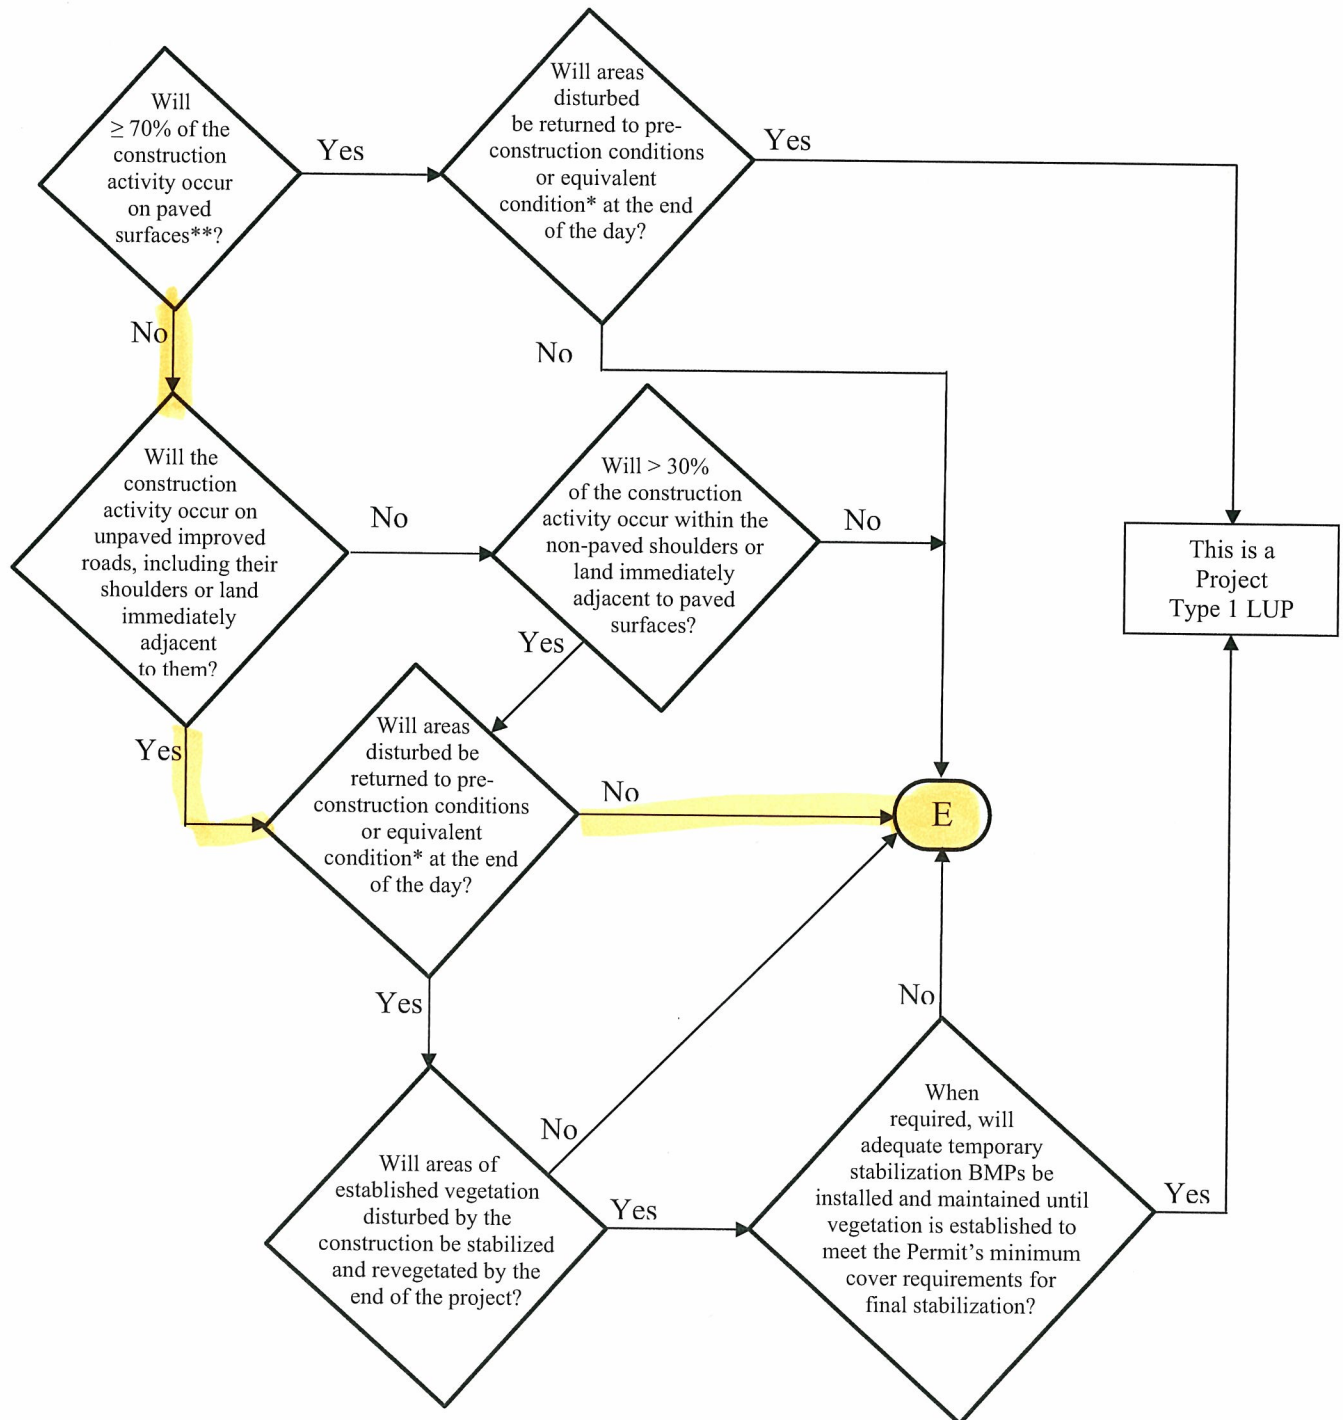 Will
≥ 70% of the
construction
activity occur
on paved
surfaces**?
Yes
Will areas
disturbed
be returned to pre-
construction conditions
or equivalent
condition* at the end
of the day?
Yes
No
No
Will the
construction
activity occur on
unpaved improved
roads, including their
shoulders or land
immediately
adjacent
to them?
No
Will > 30%
of the construction
activity occur within the
non-paved shoulders or
land immediately
adjacent to paved
surfaces?
No
This is a
Project
Type 1 LUP
Yes
Yes
Will areas
disturbed be
returned to pre-
construction conditions
or equivalent
condition* at the end
of the day?
No
E
Yes
No
Will areas of
established vegetation
disturbed by the
construction be stabilized
and revegetated by the
end of the project?
No
Yes
When
required, will
adequate temporary
stabilization BMPs be
installed and maintained until
vegetation is established to
meet the Permit's minimum
cover requirements for
final stabilization?
Yes